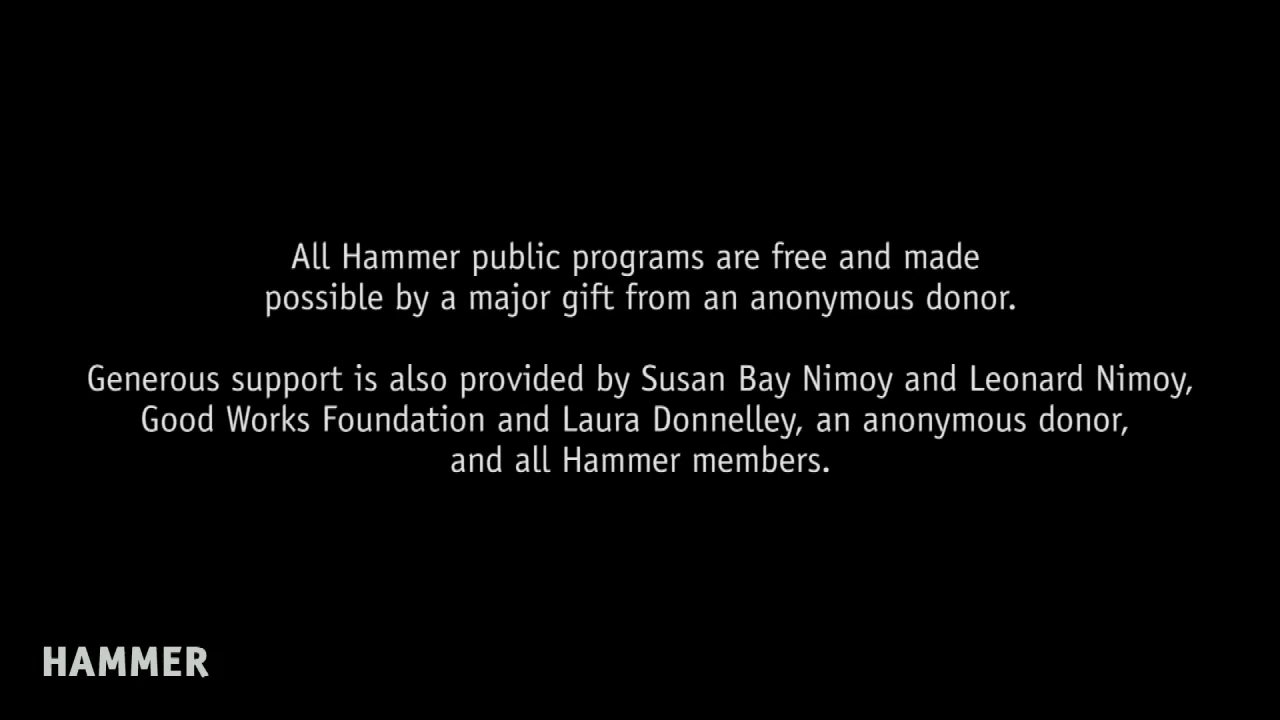 All Hammer public programs are free and made
possible by a major gift from an anonymous donor.
Generous support is also provided by Susan Bay Nimoy and Leonard Nimoy,
Good Works Foundation and Laura Donnelley, an anonymous donor,
and all Hammer members.
HAMMER